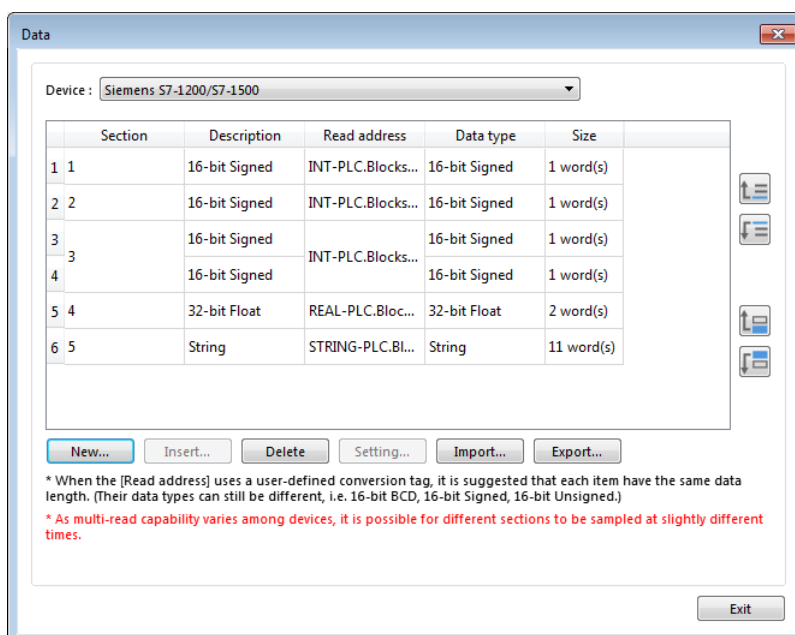 Data
Device : Siemens S7-1200/S7-1500
Section Description Read address Data type Size
1 1 16-bit Signed INT-PLC.Blocks... 16-bit Signed 1 word(s)
2 2 16-bit Signed INT-PLC.Blocks... 16-bit Signed 1 word(s)
3 3 16-bit Signed INT-PLC.Blocks... 16-bit Signed 1 word(s)
4 16-bit Signed 16-bit Signed 1 word(s)
5 4 32-bit Float REAL-PLC.Bloc... 32-bit Float 2 word(s)
6 5 String STRING-PLC.Bl... String 11 word(s)
New... Insert... Delete Setting... Import... Export...
* When the [Read address] uses a user-defined conversion tag, it is suggested that each item have the same data
length. (Their data types can still be different, i.e. 16-bit BCD, 16-bit Signed, 16-bit Unsigned.)
* As multi-read capability varies among devices, it is possible for different sections to be sampled at slightly different
times.
Exit